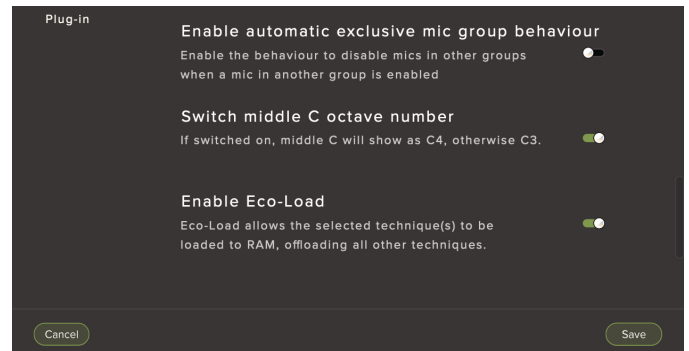 Plug-in
Enable automatic exclusive mic group behaviour
Enable the behaviour to disable mics in other groups
when a mic in another group is enabled
Switch middle C octave number
If switched on, middle C will show as C4, otherwise C3.
Enable Eco-Load
Eco-Load allows the selected technique(s) to be
loaded to RAM, offloading all other techniques.
Cancel
Save